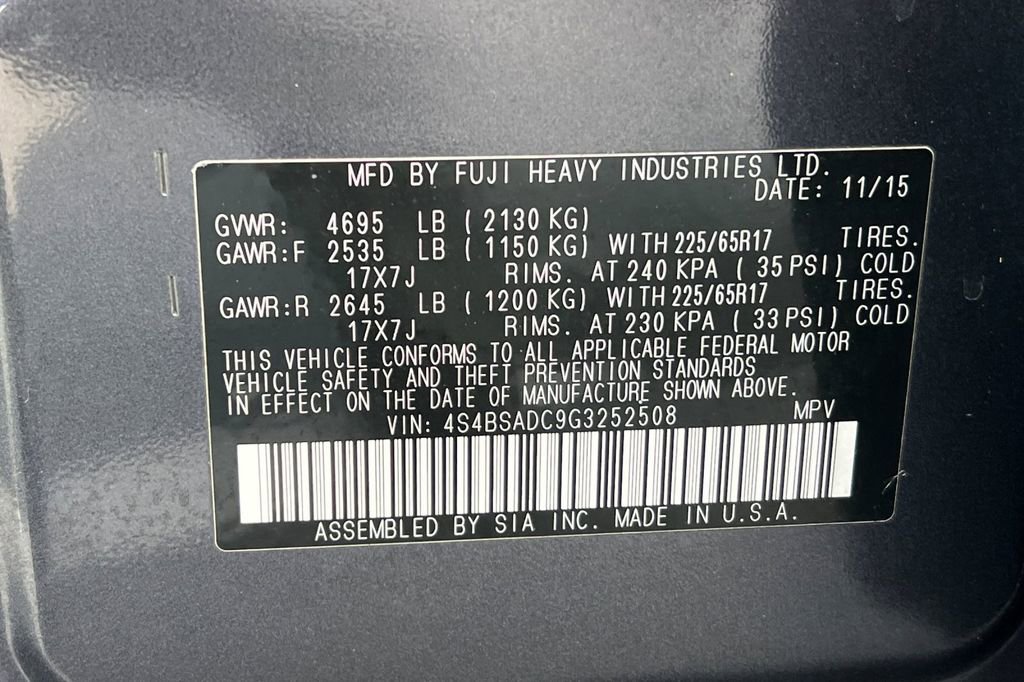 MFD BY FUJI HEAVY INDUSTRIES LTD.
DATE: 11/15
GVWR: 4695 LB ( 2130 KG)
GAWR:F 2535 LB ( 1150 KG) WITH 225/65R17 TIRES.
17X7J RIMS. AT 240 KPA ( 35 PSI) COLD
GAWR:R 2645 LB ( 1200 KG) WITH 225/65R17 TIRES.
17X7J RIMS. AT 230 KPA ( 33 PSI) COLD
THIS VEHICLE CONFORMS TO ALL APPLICABLE FEDERAL MOTOR
VEHICLE SAFETY AND THEFT PREVENTION STANDARDS
IN EFFECT ON THE DATE OF MANUFACTURE SHOWN ABOVE.
VIN: 4S4BSADC9G3252508 MPV
ASSEMBLED BY SIA INC. MADE IN U.S.A.